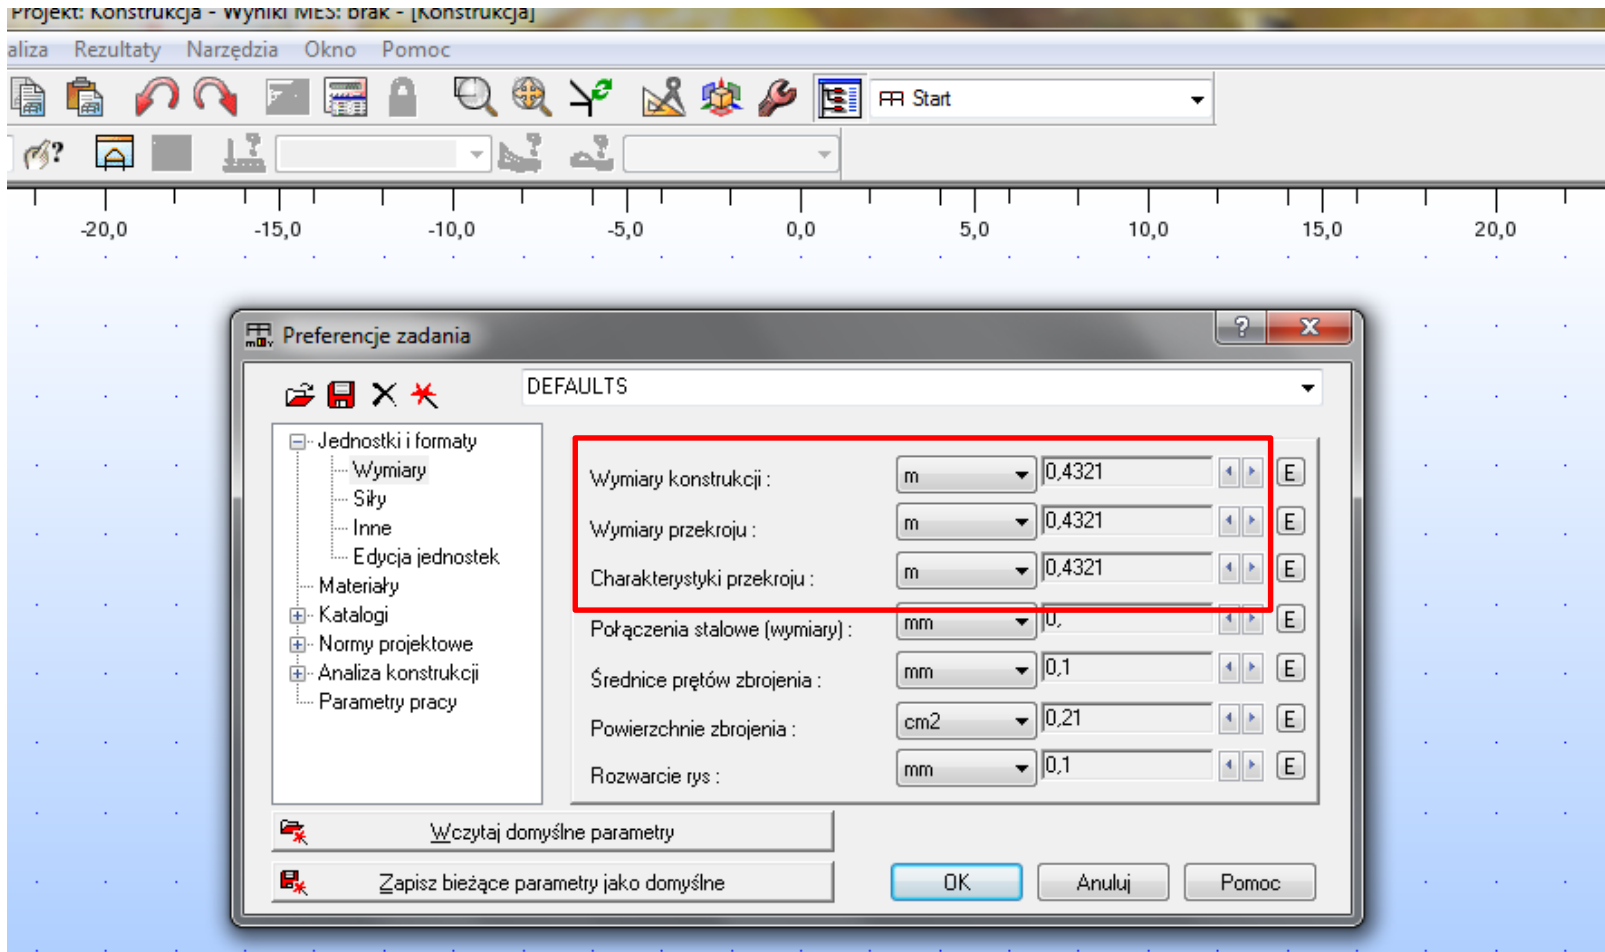 Projekt: Konstrukcja - Wyniki MES: brak - [Konstrukcja]
aliza Rezultaty Narzędzia Okno Pomoc
Start
-20,0 -15,0 -10,0 -5,0 0,0 5,0 10,0 15,0 20,0
Preferencje zadania
DEFAULTS
Jednostki i formaty
Wymiary
Siły
Inne
Edycja jednostek
Materiały
Katalogi
Normy projektowe
Analiza konstrukcji
Parametry pracy
Wymiary konstrukcji : m 0,4321 E
Wymiary przekroju : m 0,4321 E
Charakterystyki przekroju : m 0,4321 E
Połączenia stalowe (wymiary) : mm 0, E
Średnice prętów zbrojenia : mm 0,1 E
Powierzchnie zbrojenia : cm2 0,21 E
Rozwarcie rys : mm 0,1 E
Wczytaj domyślne parametry
Zapisz bieżące parametry jako domyślne
OK Anuluj Pomoc